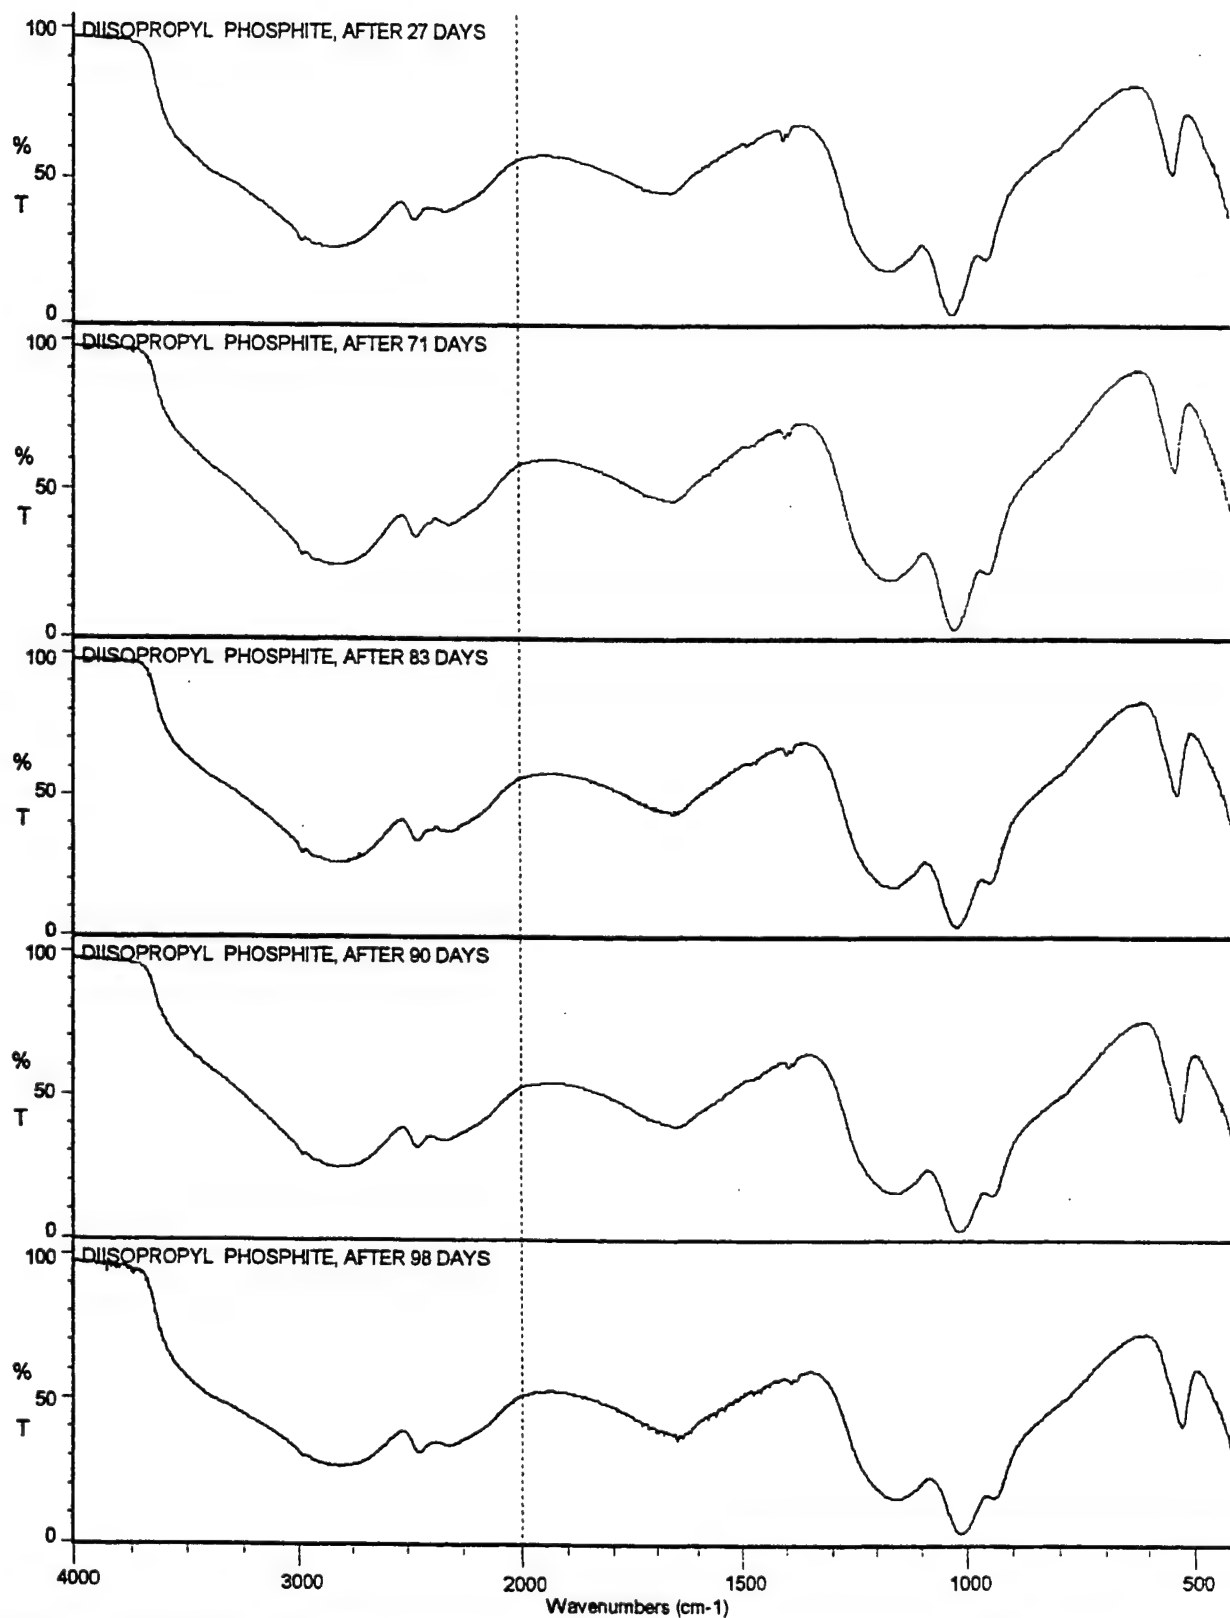 DIISOPROPYL PHOSPHITE, AFTER 27 DAYS
100
%
50
T
0
DIISOPROPYL PHOSPHITE, AFTER 71 DAYS
100
%
50
T
0
DIISOPROPYL PHOSPHITE, AFTER 83 DAYS
100
%
50
T
0
DIISOPROPYL PHOSPHITE, AFTER 90 DAYS
100
%
50
T
0
DIISOPROPYL PHOSPHITE, AFTER 98 DAYS
100
%
50
T
0
4000 3000 2000 1500 1000 500
Wavenumbers (cm-1)